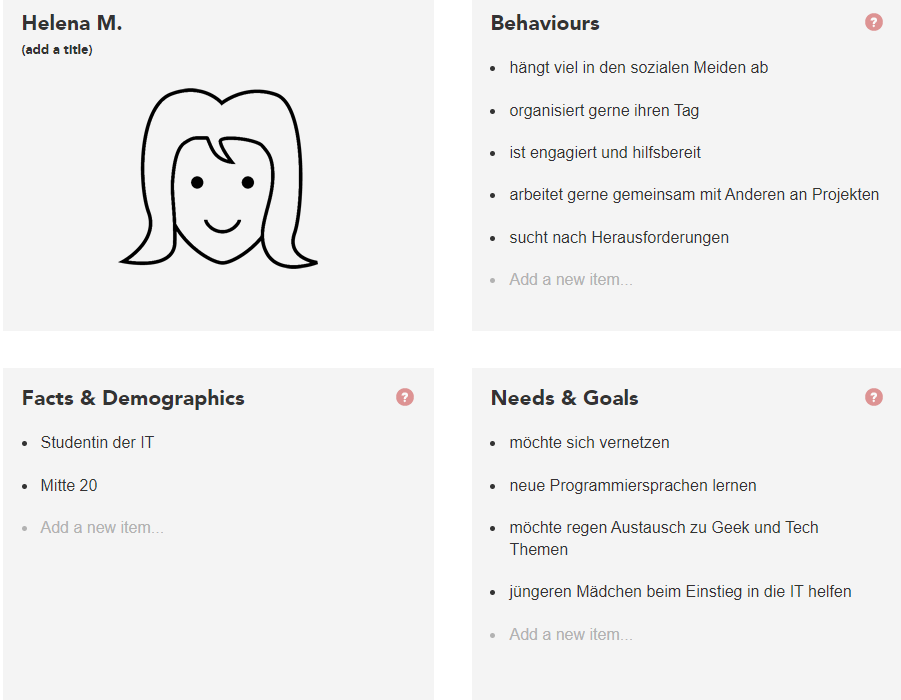 Helena M.
(add a title)
Behaviours
?
hängt viel in den sozialen Meiden ab
organisiert gerne ihren Tag
ist engagiert und hilfsbereit
arbeitet gerne gemeinsam mit Anderen an Projekten
sucht nach Herausforderungen
Add a new item...
Facts & Demographics
?
Studentin der IT
Mitte 20
Add a new item...
Needs & Goals
?
möchte sich vernetzen
neue Programmiersprachen lernen
möchte regen Austausch zu Geek und Tech
Themen
jüngeren Mädchen beim Einstieg in die IT helfen
Add a new item...